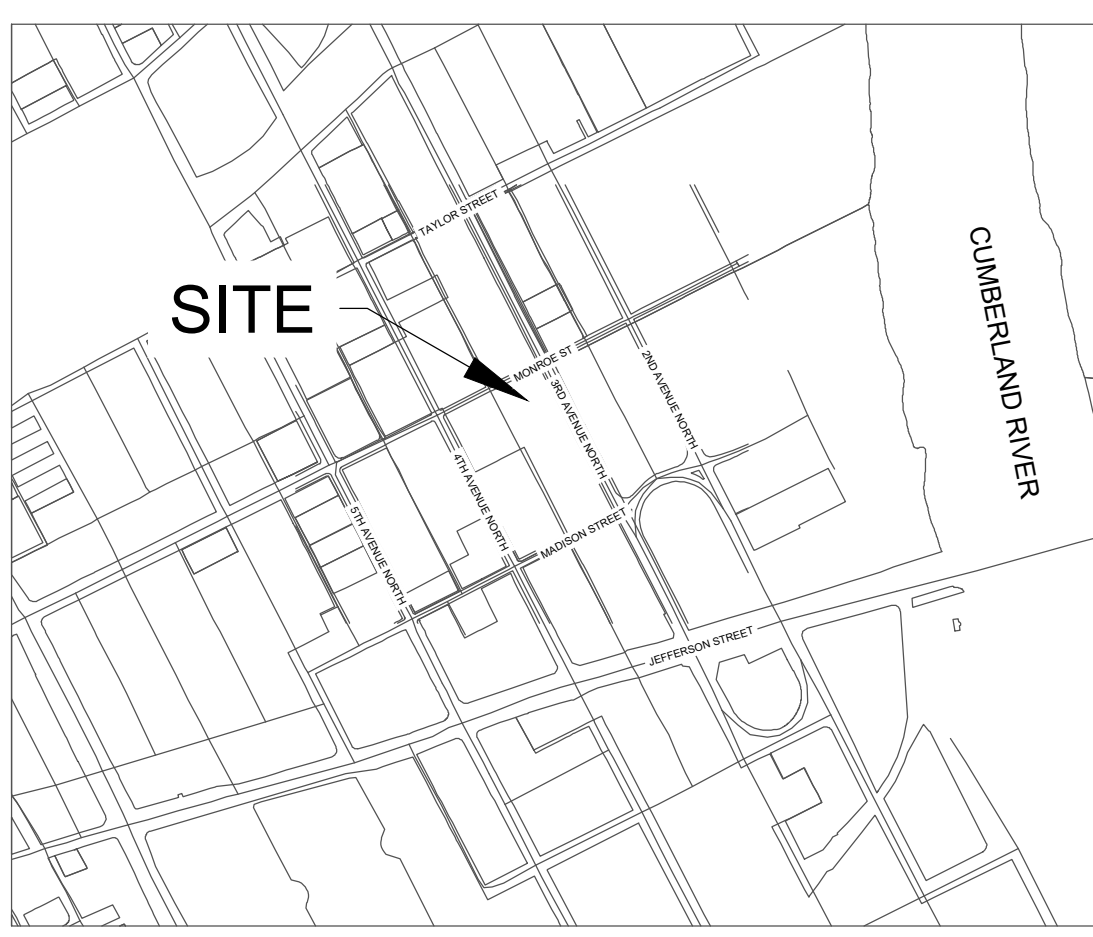 TAYLOR STREET
SITE
CUMBERLAND RIVER
MONROE ST
2ND AVENUE NORTH
3RD AVENUE NORTH
4TH AVENUE NORTH
5TH AVENUE NORTH
MADISON STREET
JEFFERSON STREET